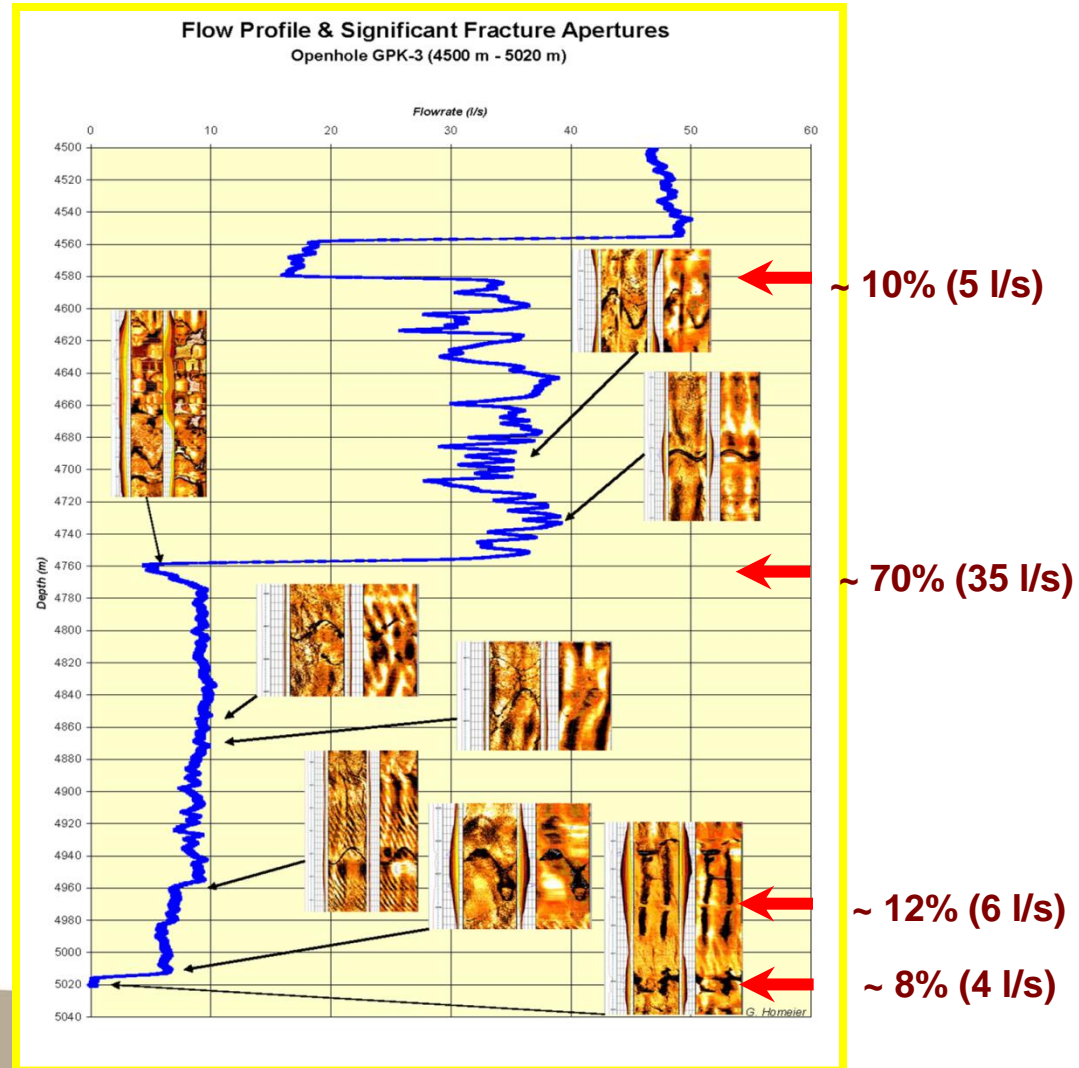 Flow Profile & Significant Fracture Apertures
Openhole GPK-3 (4500 m - 5020 m)
Flowrate (l/s)
0 10 20 30 40 50 60
4500
4520
4540
4560
4580
4600
4620
4640
4660
4680
4700
4720
4740
4760
4780
4800
4820
4840
4860
4880
4900
4920
4940
4960
4980
5000
5020
5040
Depth (m)
~ 10% (5 l/s)
~ 70% (35 l/s)
~ 12% (6 l/s)
~ 8% (4 l/s)
G. Homeier